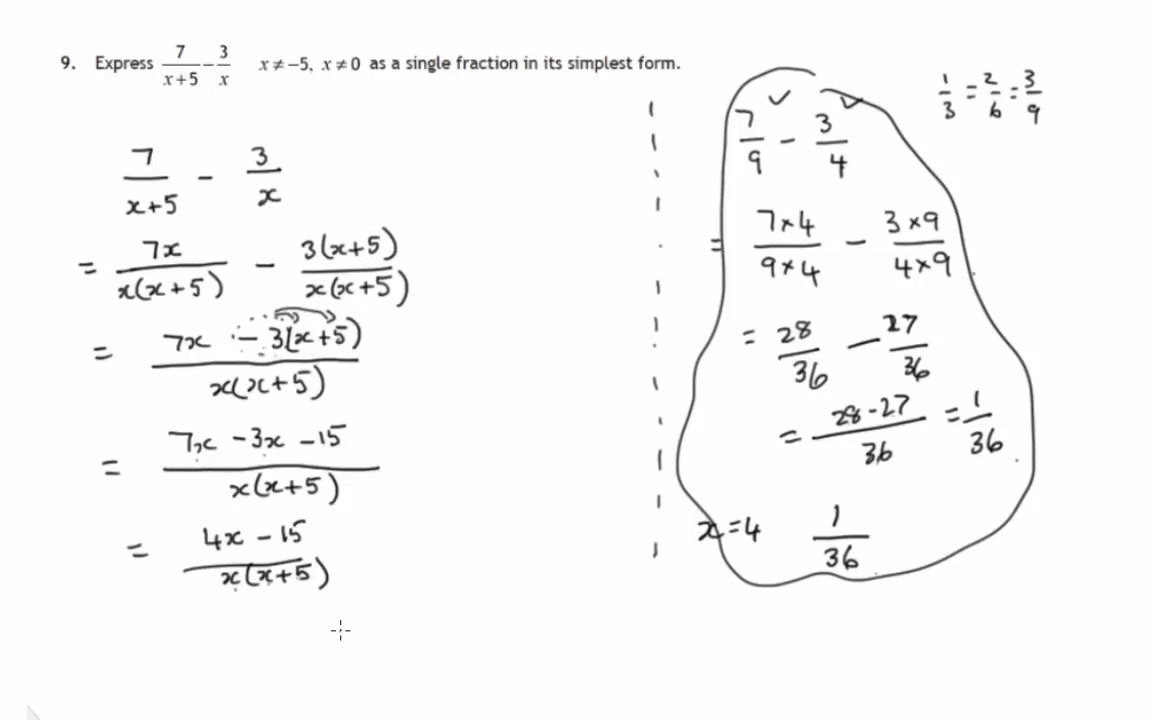 9. Express 7/(x+5) - 3/x x ≠ -5, x ≠ 0 as a single fraction in its simplest form.
7/(x+5) - 3/x
= 7x/(x(x+5)) - 3(x+5)/(x(x+5))
= (7x - 3(x+5))/(x(x+5))
= (7x - 3x - 15)/(x(x+5))
= (4x - 15)/(x(x+5))
1/3 = 2/6 = 3/9
7/9 - 3/4
= (7×4)/(9×4) - (3×9)/(4×9)
= 28/36 - 27/36
= (28-27)/36 = 1/36
x = 4 1/36